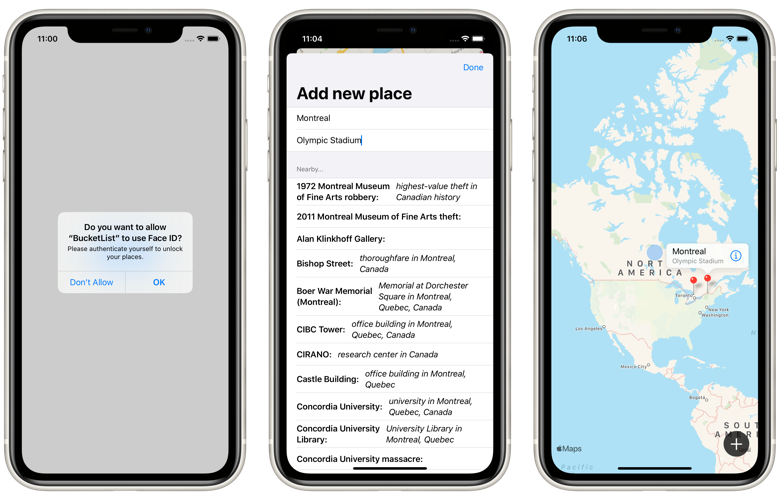 11:00
Do you want to allow
“BucketList” to use Face ID?
Please authenticate yourself to unlock
your places.
Don't Allow
OK
11:04
Done
Add new place
Montreal
Olympic Stadium
Nearby...
1972 Montreal Museum
of Fine Arts robbery:
highest-value theft in
Canadian history
2011 Montreal Museum of Fine Arts theft:
Alan Klinkhoff Gallery:
Bishop Street:
thoroughfare in Montreal,
Canada
Boer War Memorial
(Montreal):
Memorial at Dorchester
Square in Montreal,
Quebec, Canada
CIBC Tower:
office building in Montreal,
Quebec, Canada
CIRANO:
research center in Canada
Castle Building:
office building in Montreal,
Quebec
Concordia University:
university in Montreal,
Quebec, Canada
Concordia University
Library:
University Library in
Montreal, Quebec
Concordia University massacre:
11:06
Montreal
Olympic Stadium
NORT
AMERICA
Toronto
New York
Washington
Los Angeles
Mexico City
Bogotá
SOUT
AMER
Maps
Pacific